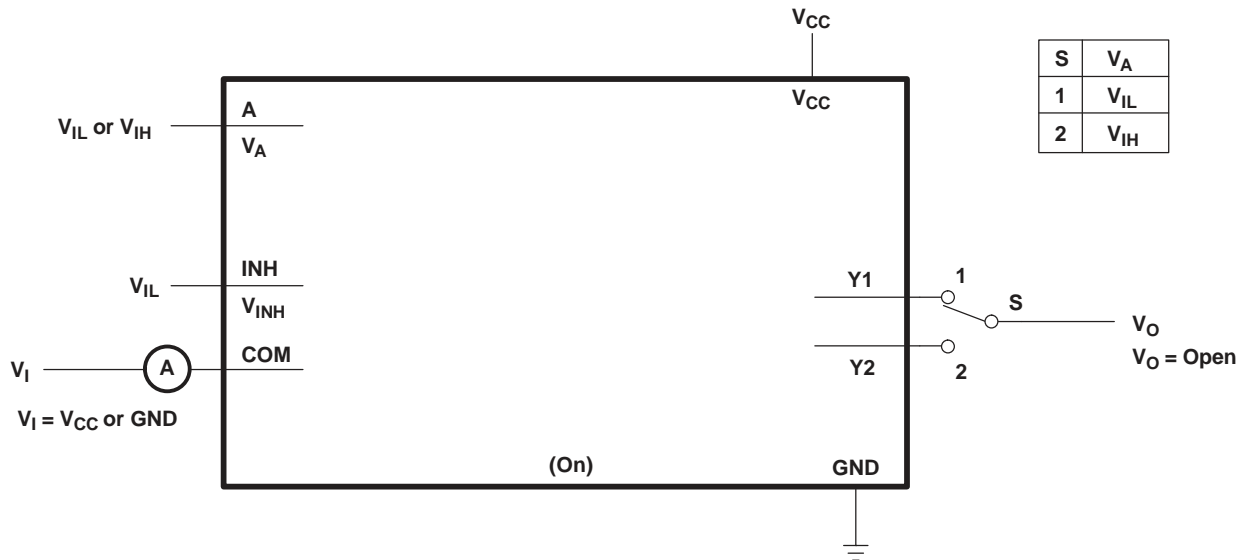 VCC
VCC
S VA
1 VIL
2 VIH
A
VIL or VIH
VA
INH
VIL
VINH
COM
VI
A
VI = VCC or GND
Y1
1
S
VO
VO = Open
Y2
2
(On)
GND